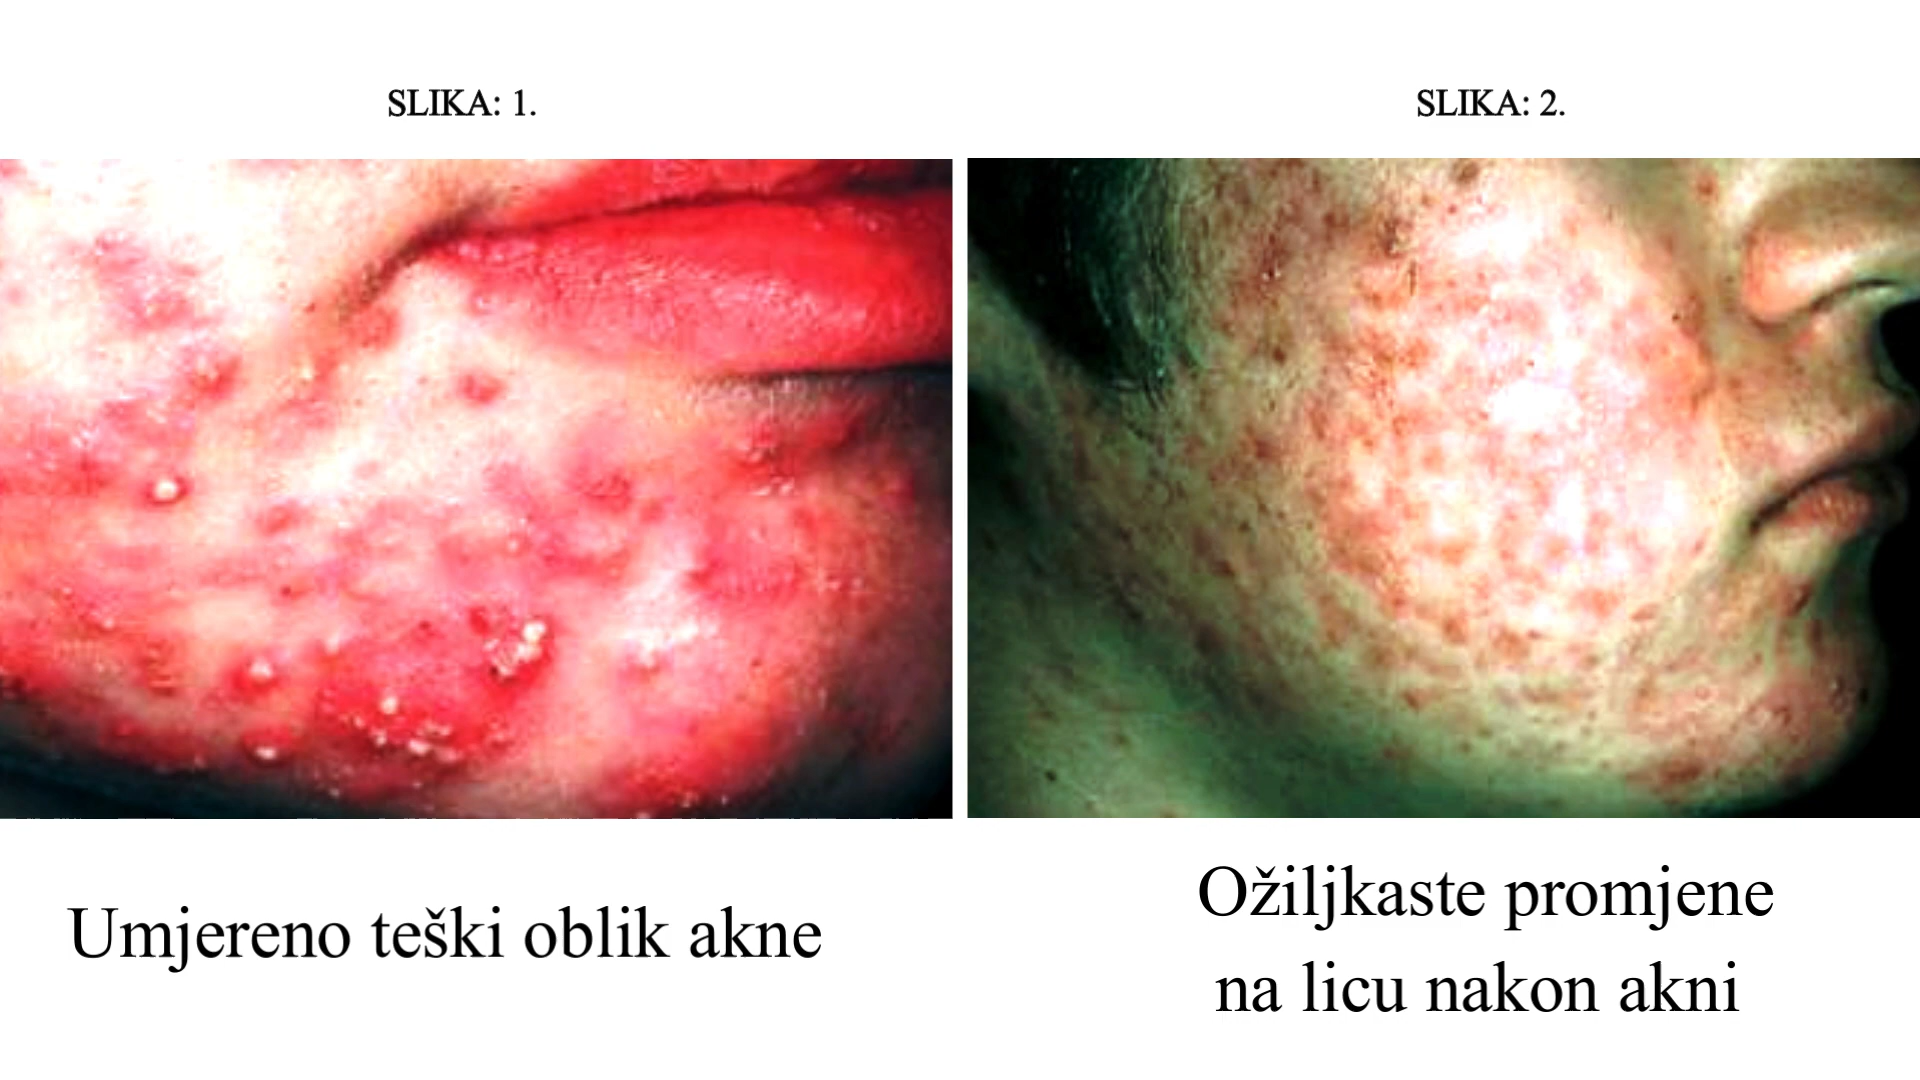 SLIKA: 1.
SLIKA: 2.
Umjereno teški oblik akne
Ožiljkaste promjene
na licu nakon akni